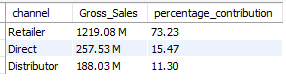 channel Gross_Sales percentage_contribution
Retailer 1219.08 M 73.23
Direct 257.53 M 15.47
Distributor 188.03 M 11.30